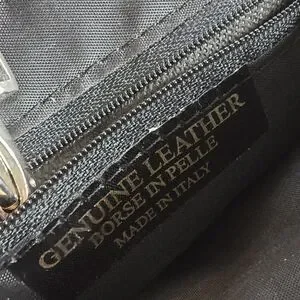 GENUINE LEATHER
BORSE IN PELLE
MADE IN ITALY